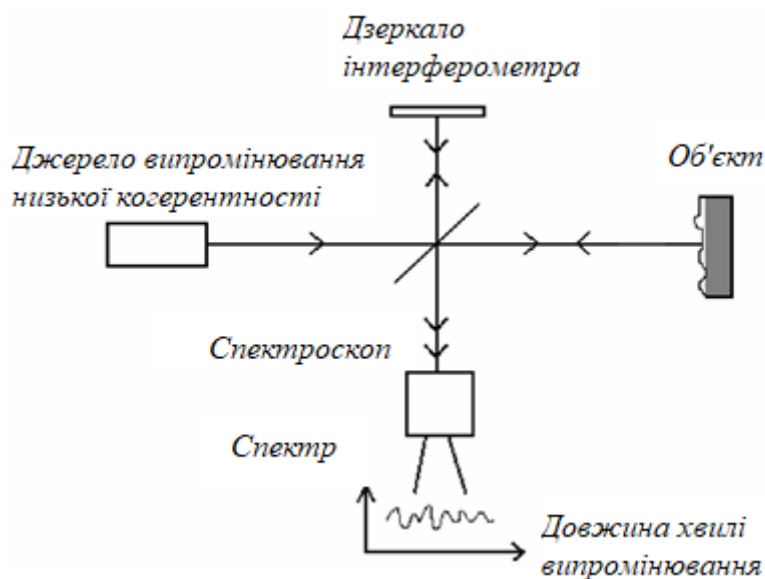 Дзеркало
інтерферометра
Джерело випромінювання
низької когерентності
Об'єкт
Спектроскоп
Спектр
Довжина хвилі
випромінювання